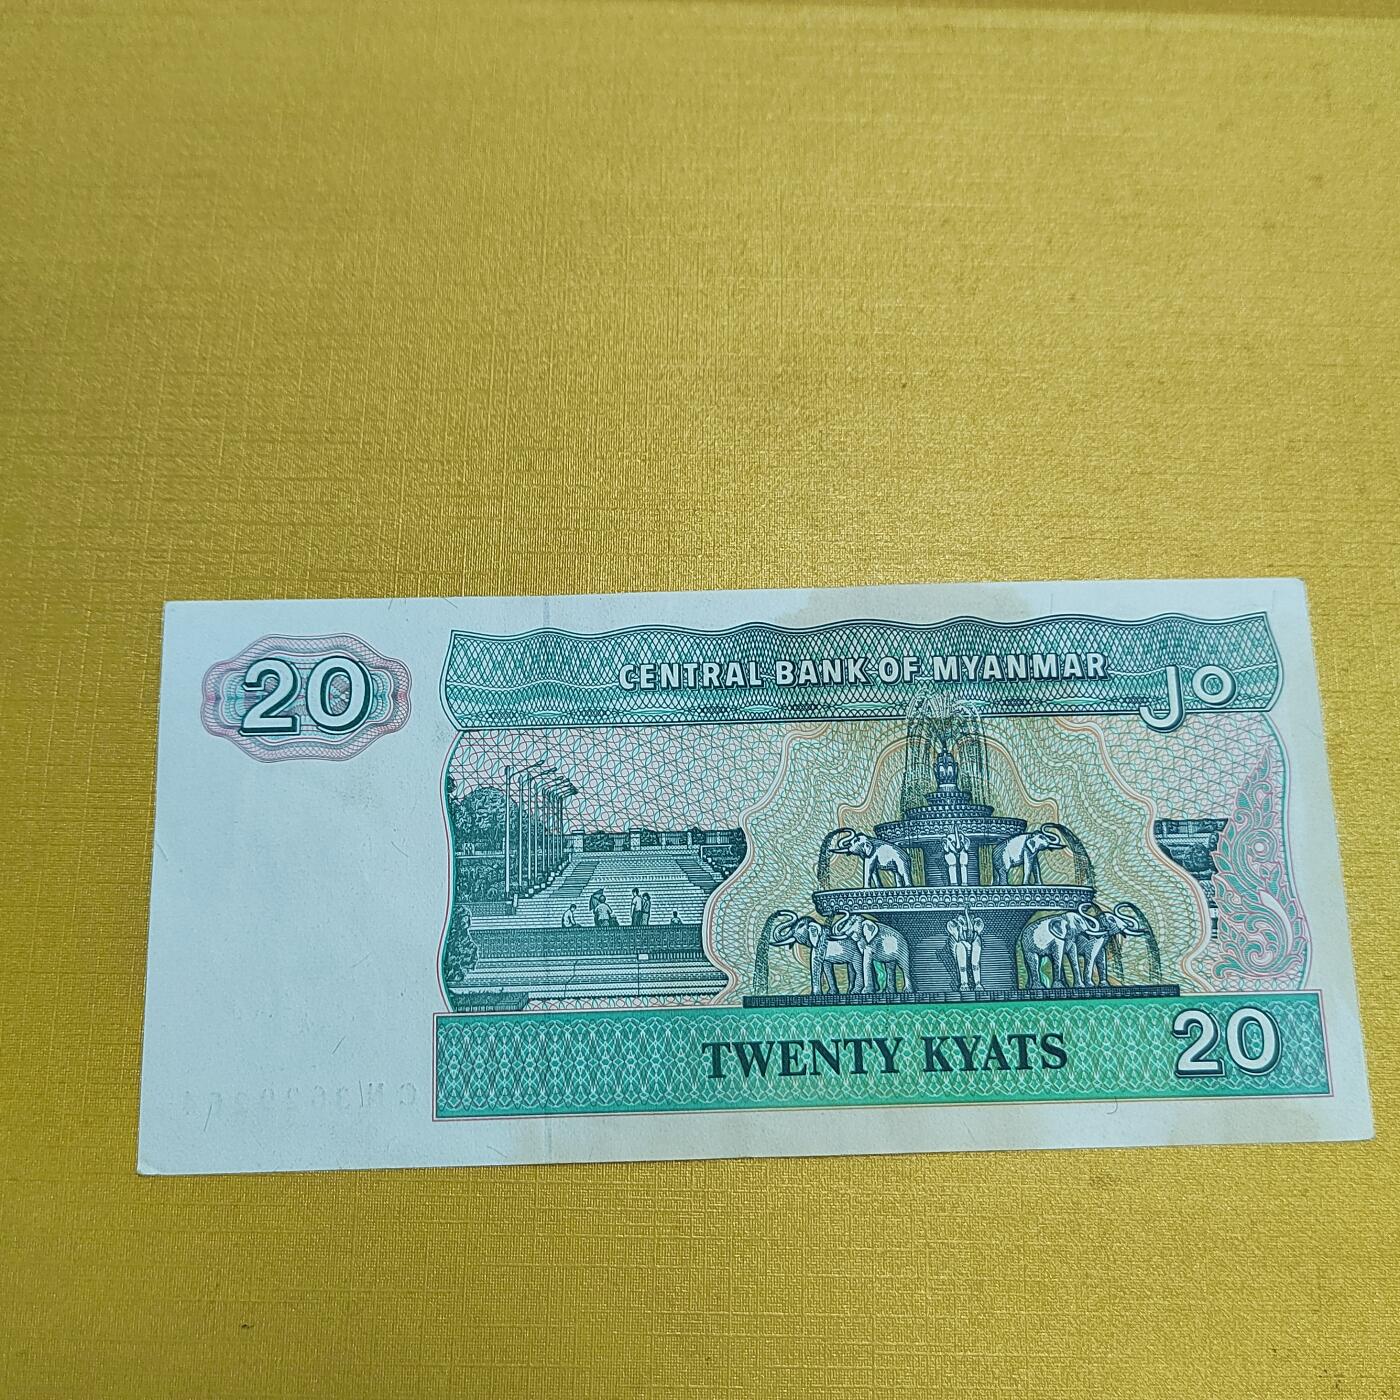 20
CENTRAL BANK OF MYANMAR
၂၀
TWENTY KYATS
20